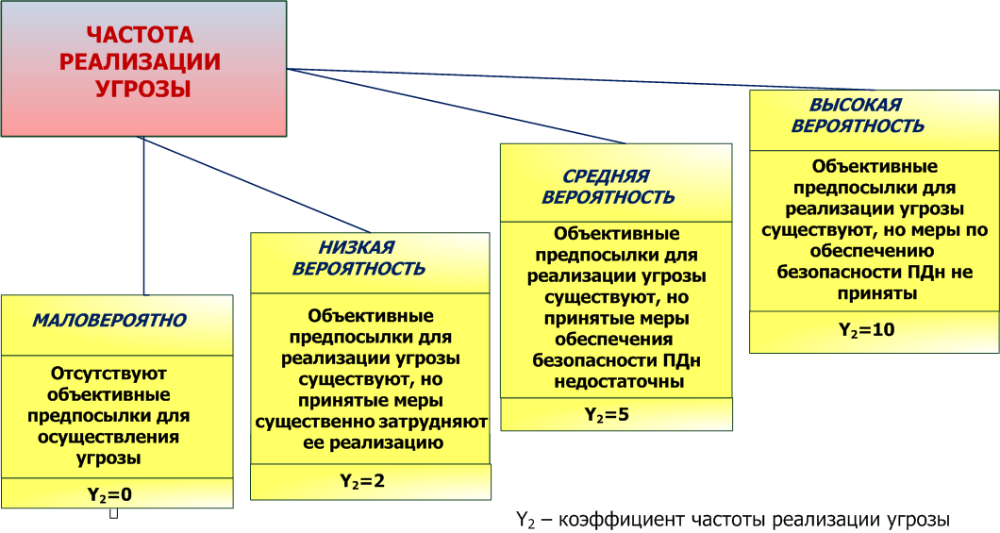 ЧАСТОТА
РЕАЛИЗАЦИИ
УГРОЗЫ
МАЛОВЕРОЯТНО
Отсутствуют
объективные
предпосылки для
осуществления
угрозы
Y₂=0
НИЗКАЯ
ВЕРОЯТНОСТЬ
Объективные
предпосылки для
реализации угрозы
существуют, но
принятые меры
существенно затрудняют
ее реализацию
Y₂=2
СРЕДНЯЯ
ВЕРОЯТНОСТЬ
Объективные
предпосылки для
реализации угрозы
существуют, но
принятые меры
обеспечения
безопасности ПДн
недостаточны
Y₂=5
ВЫСОКАЯ
ВЕРОЯТНОСТЬ
Объективные
предпосылки для
реализации угрозы
существуют, но меры по
обеспечению
безопасности ПДн не
приняты
Y₂=10
Y₂ – коэффициент частоты реализации угрозы